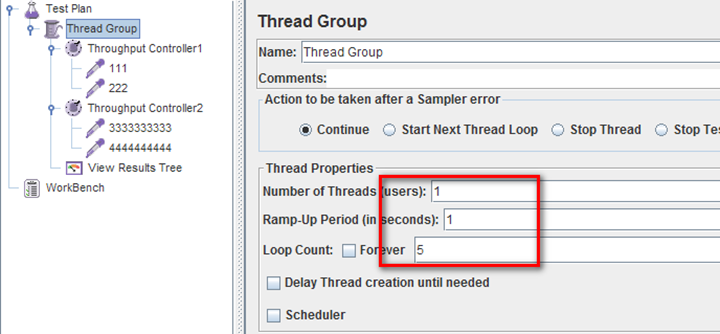 Test Plan
Thread Group
Throughput Controller1
111
222
Throughput Controller2
3333333333
4444444444
View Results Tree
WorkBench
Thread Group
Name: Thread Group
Comments:
Action to be taken after a Sampler error
Continue Start Next Thread Loop Stop Thread Stop Tes
Thread Properties
Number of Threads (users): 1
Ramp-Up Period (in seconds): 1
Loop Count: Forever 5
Delay Thread creation until needed
Scheduler